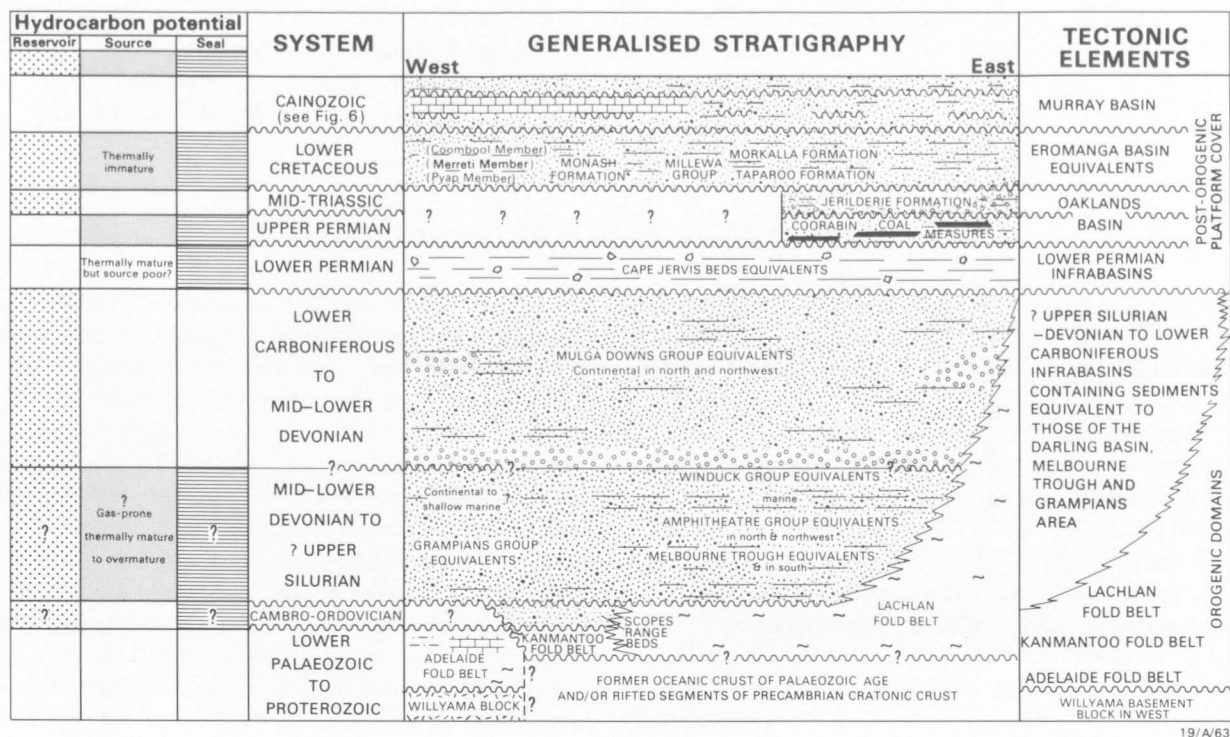 Hydrocarbon potential
Reservoir
Source
Seal
SYSTEM
GENERALISED STRATIGRAPHY
West
East
TECTONIC
ELEMENTS
CAINOZOIC
(see Fig. 6)
MURRAY BASIN
Thermally
immature
LOWER
CRETACEOUS
(Coombool Member)
(Merreti Member)
(Pyap Member)
MONASH
FORMATION
MILLEWA
GROUP
MORKALLA FORMATION
TAPAROO FORMATION
EROMANGA BASIN
EQUIVALENTS
MID-TRIASSIC
JERILDERIE FORMATION
OAKLANDS
UPPER PERMIAN
? ? ? ? ?
COORABIN COAL MEASURES
BASIN
POST-OROGENIC
PLATFORM COVER
Thermally mature
but source poor?
LOWER PERMIAN
CAPE JERVIS BEDS EQUIVALENTS
LOWER PERMIAN
INFRABASINS
LOWER
CARBONIFEROUS
TO
MID-LOWER
DEVONIAN
MULGA DOWNS GROUP EQUIVALENTS
Continental in north and northwest
? UPPER SILURIAN
-DEVONIAN TO LOWER
CARBONIFEROUS
INFRABASINS
CONTAINING SEDIMENTS
EQUIVALENT TO
THOSE OF THE
DARLING BASIN,
MELBOURNE
TROUGH AND
GRAMPIANS
AREA
? ? ?
?
?
Gas-prone
thermally mature
to overmature
?
MID-LOWER
DEVONIAN TO
? UPPER
SILURIAN
Continental to
shallow marine
GRAMPIANS GROUP
EQUIVALENTS
WINDUCK GROUP EQUIVALENTS
marine
AMPHITHEATRE GROUP EQUIVALENTS
in north & northwest
MELBOURNE TROUGH EQUIVALENTS
& in south
LACHLAN
FOLD BELT
LACHLAN
FOLD BELT
OROGENIC DOMAINS
?
?
CAMBRO-ORDOVICIAN
?
SCOPES
RANGE
BEDS
LOWER
PALAEOZOIC
TO
PROTEROZOIC
KANMANTOO
FOLD BELT
KANMANTOO FOLD BELT
ADELAIDE
FOLD BELT
? ?
?
FORMER OCEANIC CRUST OF PALAEOZOIC AGE
AND/OR RIFTED SEGMENTS OF PRECAMBRIAN CRATONIC CRUST
ADELAIDE FOLD BELT
WILLYAMA BLOCK
?
WILLYAMA BASEMENT
BLOCK IN WEST
19/A/63